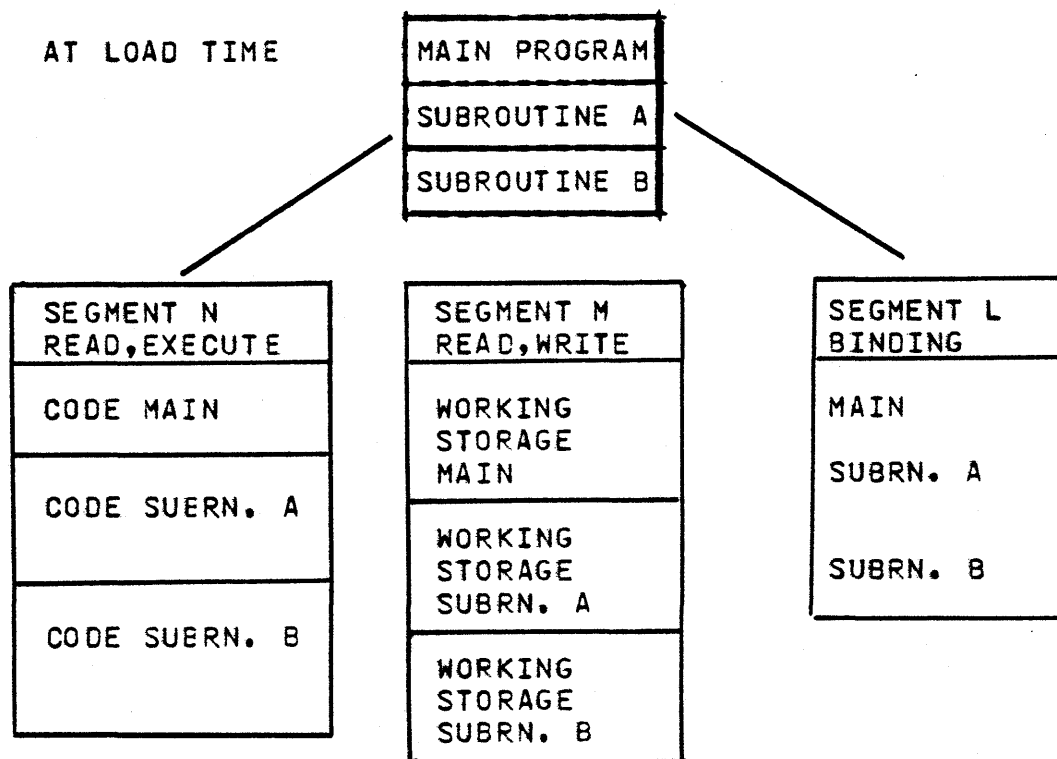 AT LOAD TIME
MAIN PROGRAM
SUBROUTINE A
SUBROUTINE B
SEGMENT N
READ,EXECUTE
CODE MAIN
CODE SUERN. A
CODE SUERN. B
SEGMENT M
READ,WRITE
WORKING
STORAGE
MAIN
WORKING
STORAGE
SUBRN. A
WORKING
STORAGE
SUBRN. B
SEGMENT L
BINDING
MAIN
SUBRN. A
SUBRN. B